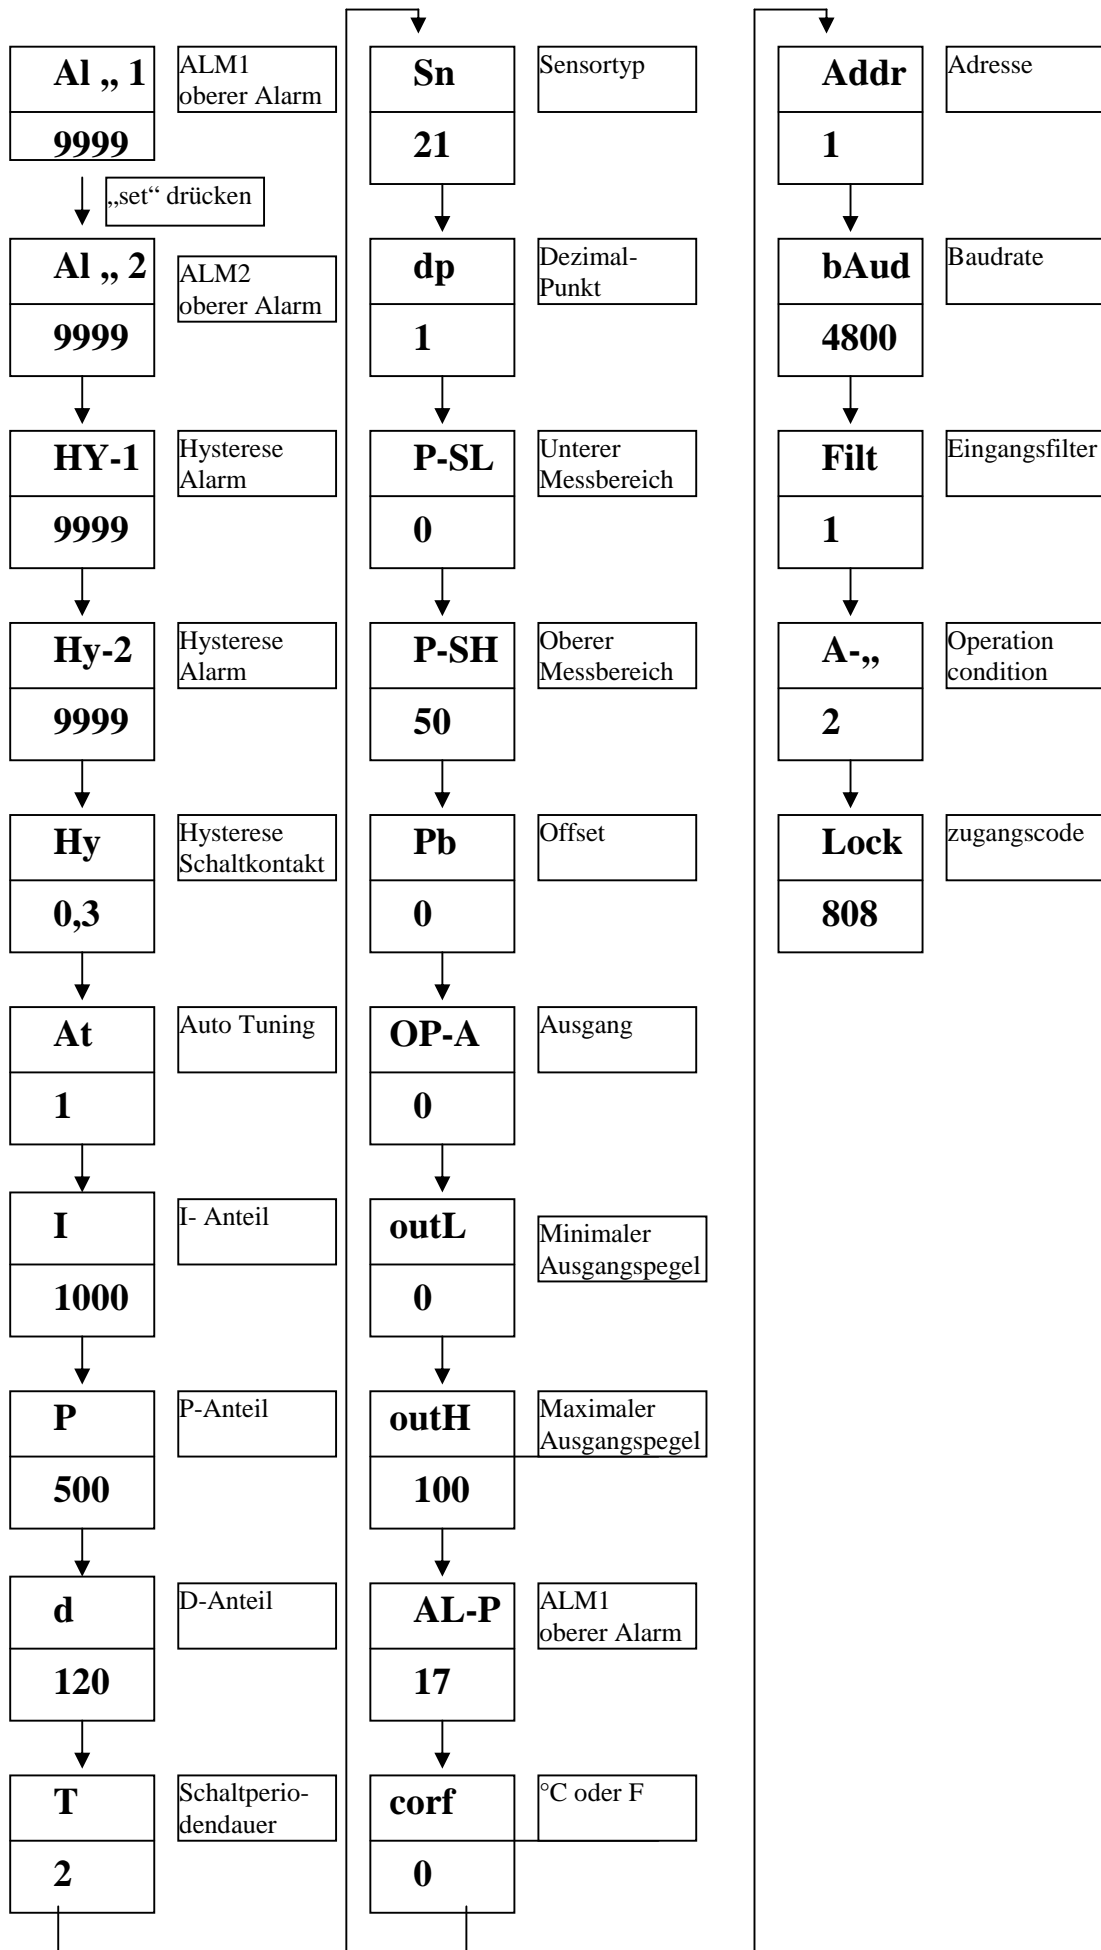 Al „ 1
ALM1
oberer Alarm
9999
„set“ drücken
Al „ 2
ALM2
oberer Alarm
9999
HY-1
Hysterese
Alarm
9999
Hy-2
Hysterese
Alarm
9999
Hy
Hysterese
Schaltkontakt
0,3
At
Auto Tuning
1
I
I- Anteil
1000
P
P-Anteil
500
d
D-Anteil
120
T
Schaltperio-
dendauer
2
Sn
Sensortyp
21
dp
Dezimal-
Punkt
1
P-SL
Unterer
Messbereich
0
P-SH
Oberer
Messbereich
50
Pb
Offset
0
OP-A
Ausgang
0
outL
Minimaler
Ausgangspegel
0
outH
Maximaler
Ausgangspegel
100
AL-P
ALM1
oberer Alarm
17
corf
°C oder F
0
Addr
Adresse
1
bAud
Baudrate
4800
Filt
Eingangsfilter
1
A-„
Operation
condition
2
Lock
zugangscode
808